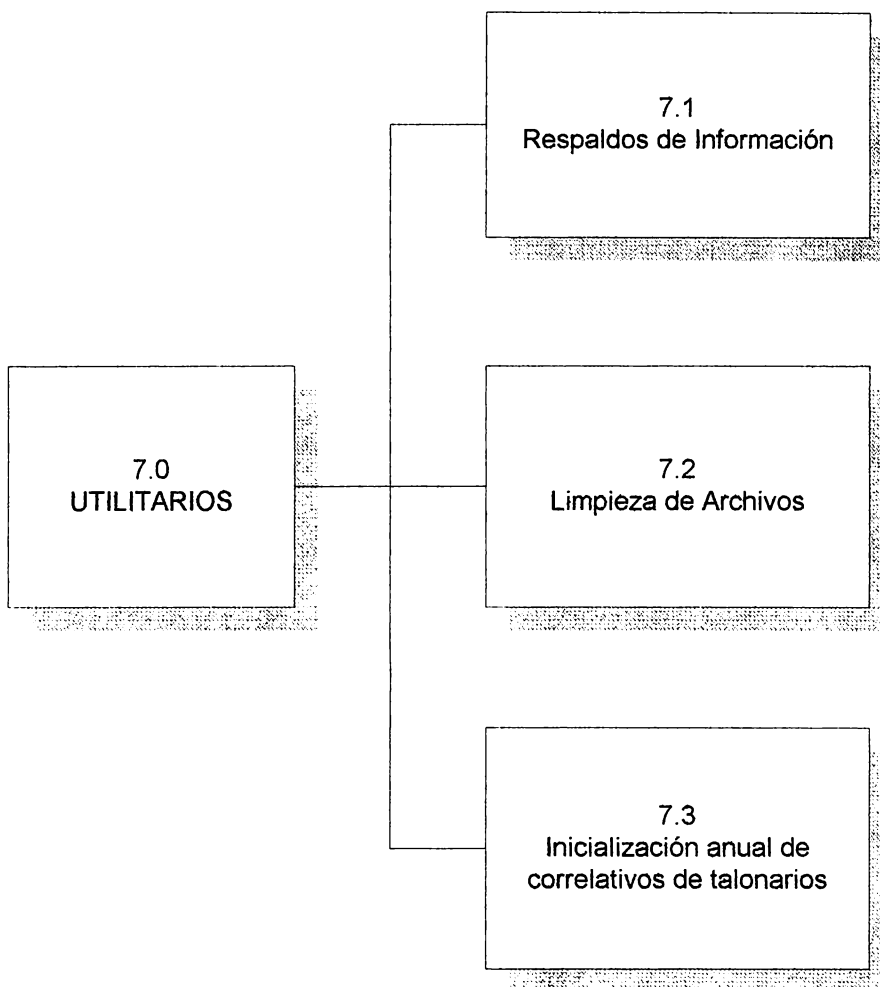 7.1
Respaldos de Información
7.0
UTILITARIOS
7.2
Limpieza de Archivos
7.3
Inicialización anual de
correlativos de talonarios